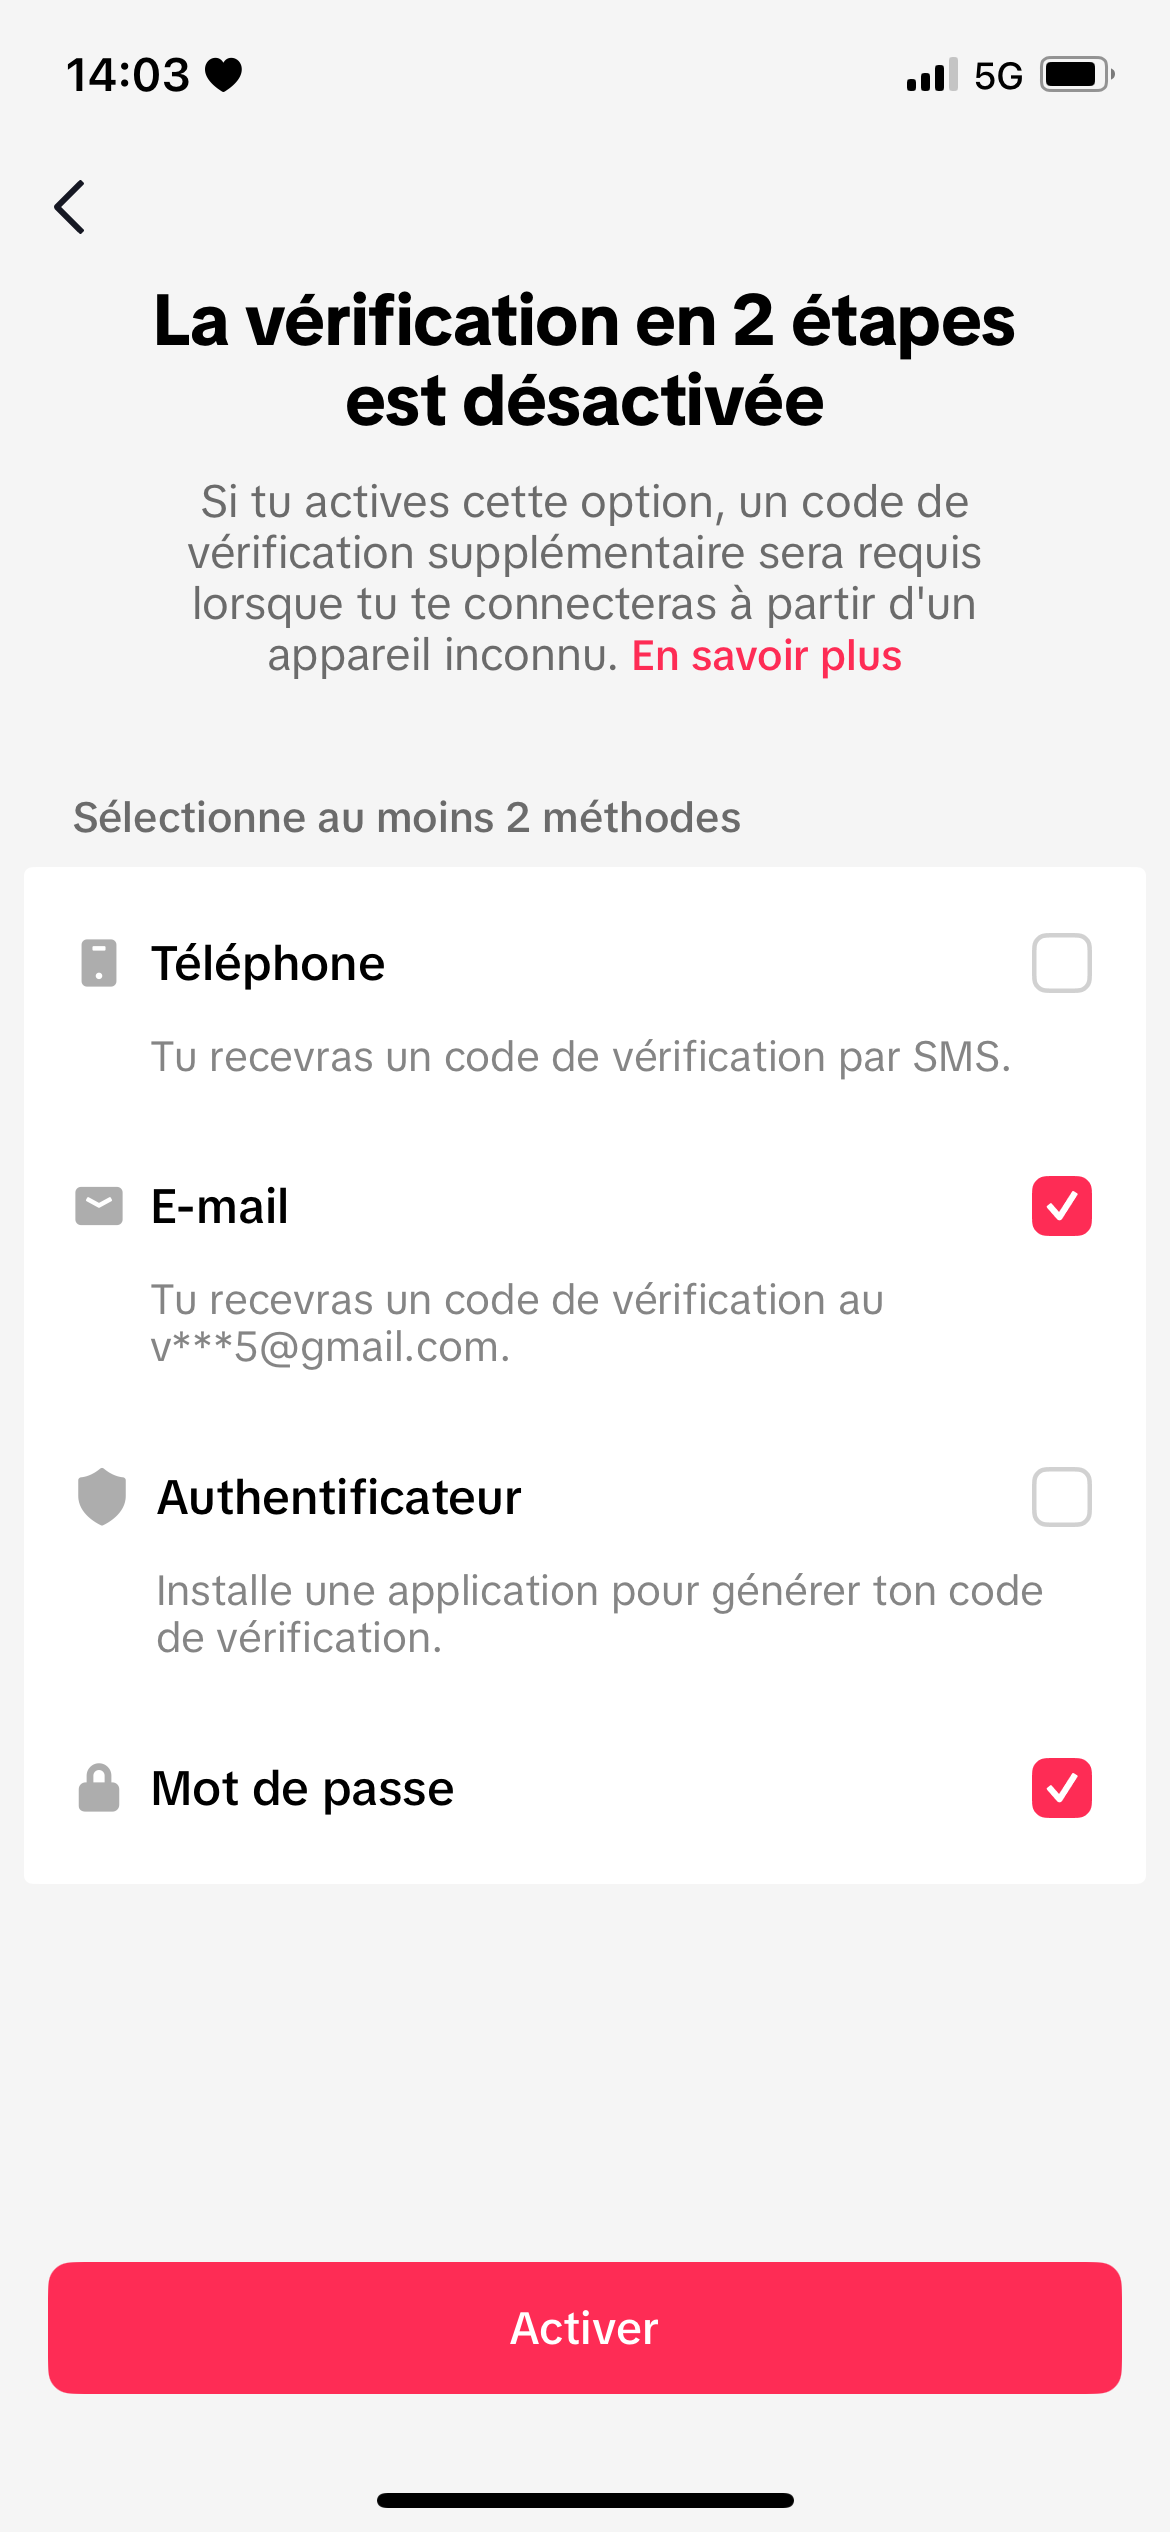 14:03
5G
La vérification en 2 étapes
est désactivée
Si tu actives cette option, un code de
vérification supplémentaire sera requis
lorsque tu te connecteras à partir d'un
appareil inconnu. En savoir plus
Sélectionne au moins 2 méthodes
Téléphone
Tu recevras un code de vérification par SMS.
E-mail
Tu recevras un code de vérification au
v***5@gmail.com.
Authentificateur
Installe une application pour générer ton code
de vérification.
Mot de passe
Activer